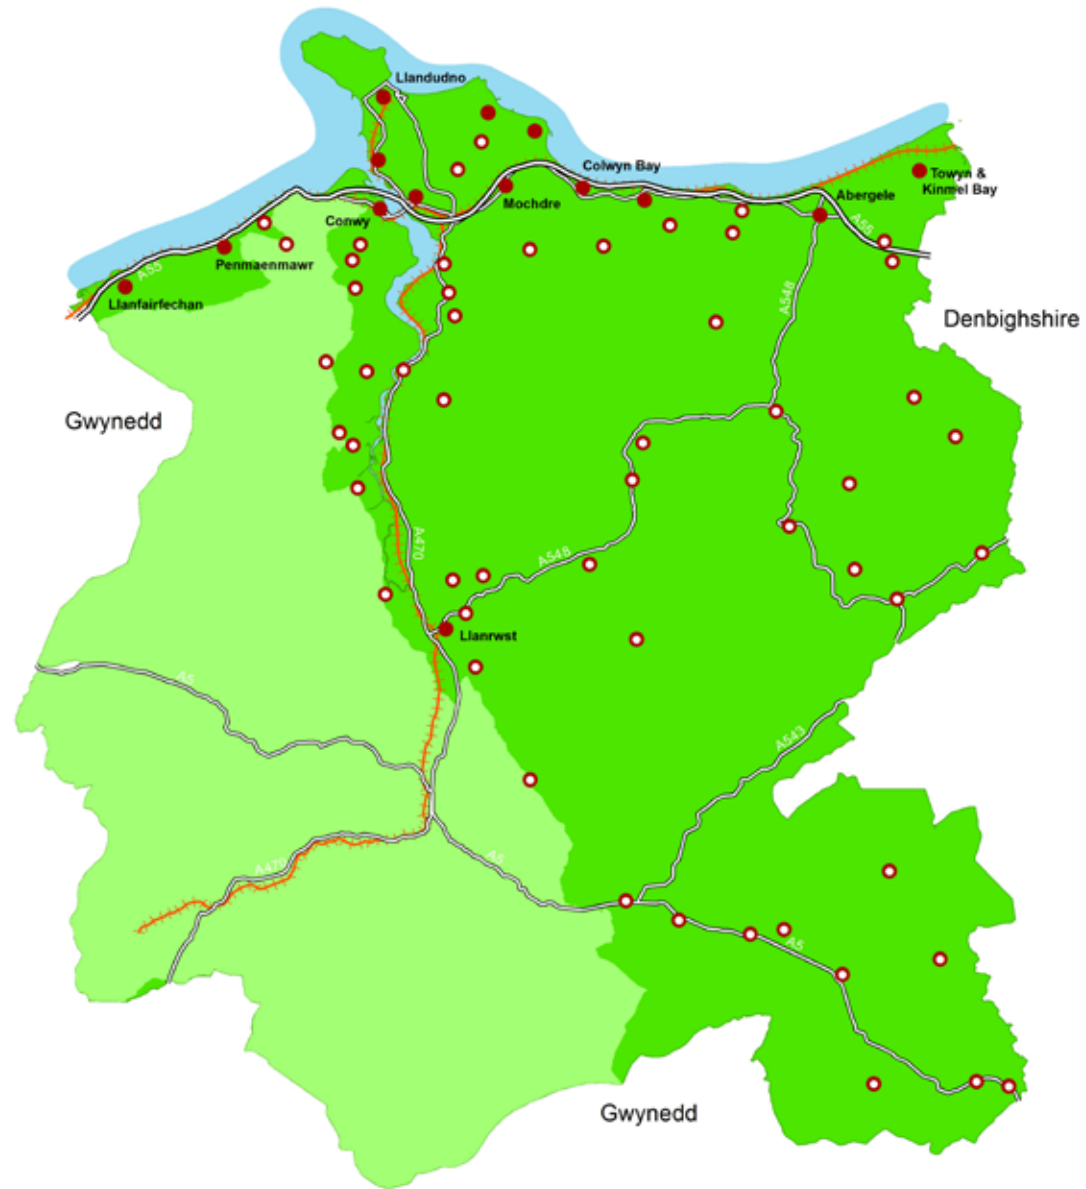 Llandudno
Colwyn Bay
Towyn &
Kinmel Bay
Abergele
Mochdre
Conwy
A55
Penmaenmawr
A55
Llanfairfechan
A548
Denbighshire
Gwynedd
A470
A548
Llanrwst
A5
A543
A5
A470
A5
Gwynedd